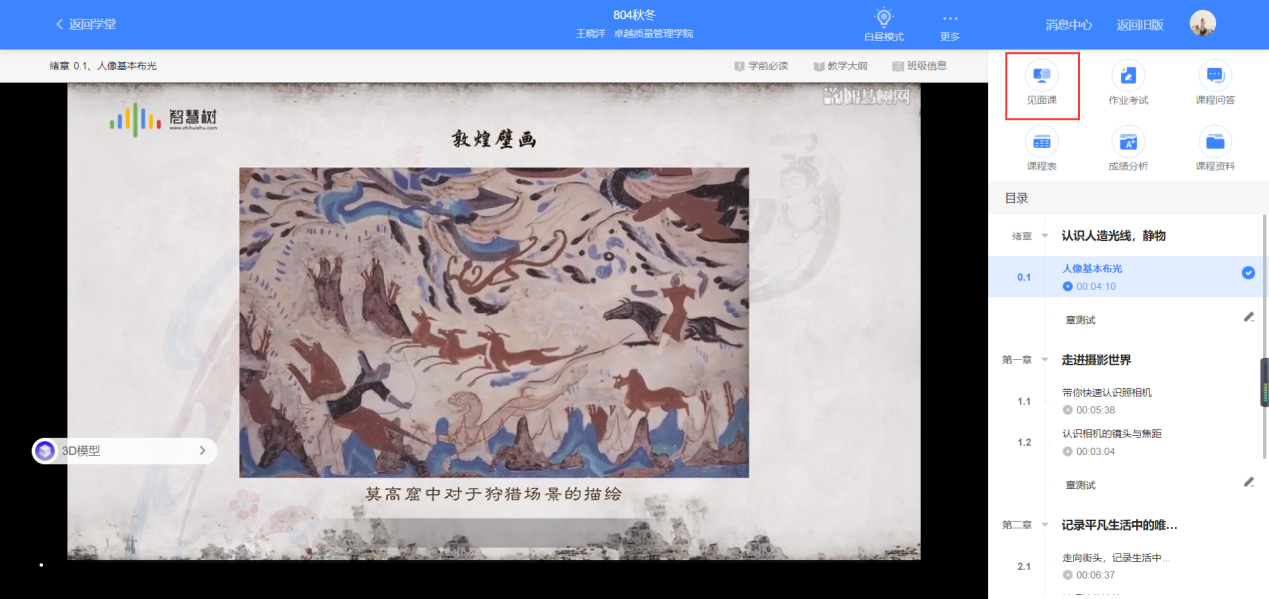 返回学堂
804秋冬
王晓洋 卓越质量管理学院
白昼模式
更多
消息中心
返回旧版
绪章 0.1、人像基本布光
学前必读
教学大纲
班级信息
智慧树
www.zhihuishu.com
智慧树网
敦煌壁画
莫高窟中对于狩猎场景的描绘
3D模型
见面课
作业考试
课程问答
课程表
成绩分析
课程资料
目录
绪章 认识人造光线，静物
0.1 人像基本布光
00:04:10
章测试
第一章 走进摄影世界
1.1 带你快速认识照相机
00:05:38
1.2 认识相机的镜头与焦距
00:03:04
章测试
第二章 记录平凡生活中的唯...
2.1 走向街头，记录生活中...
00:06:37